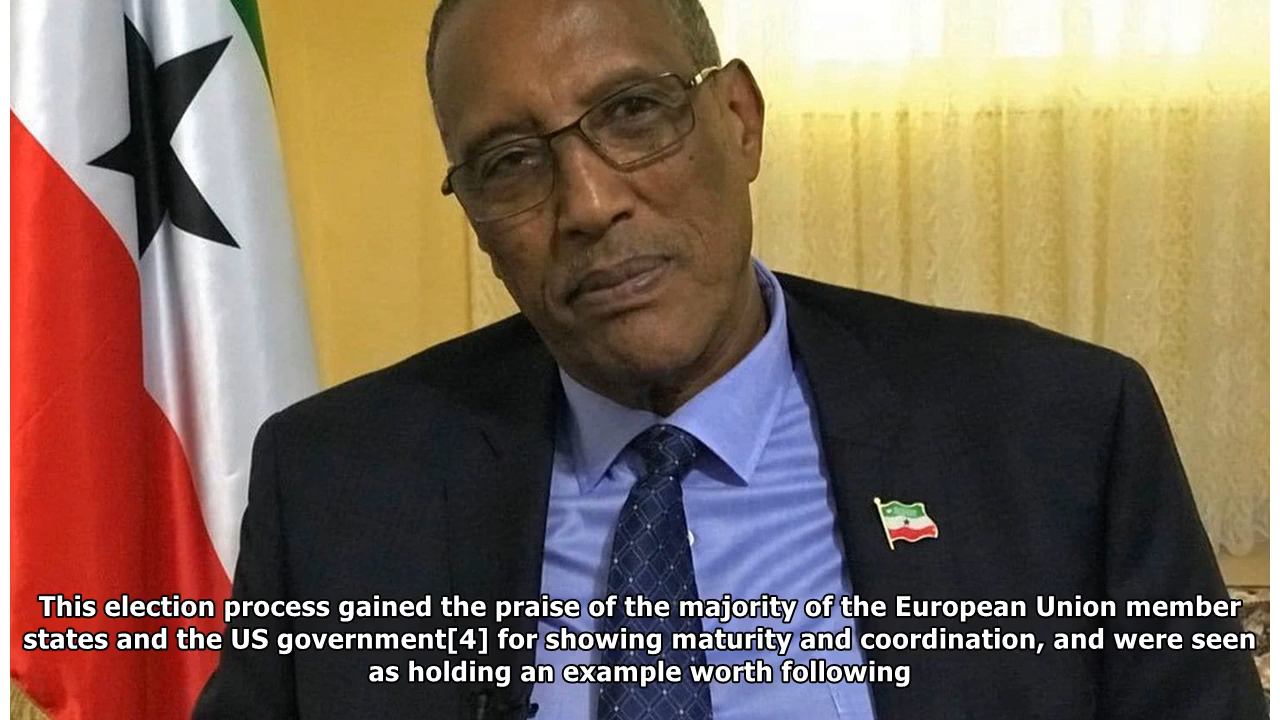 This election process gained the praise of the majority of the European Union member
states and the US government[4] for showing maturity and coordination, and were seen
as holding an example worth following